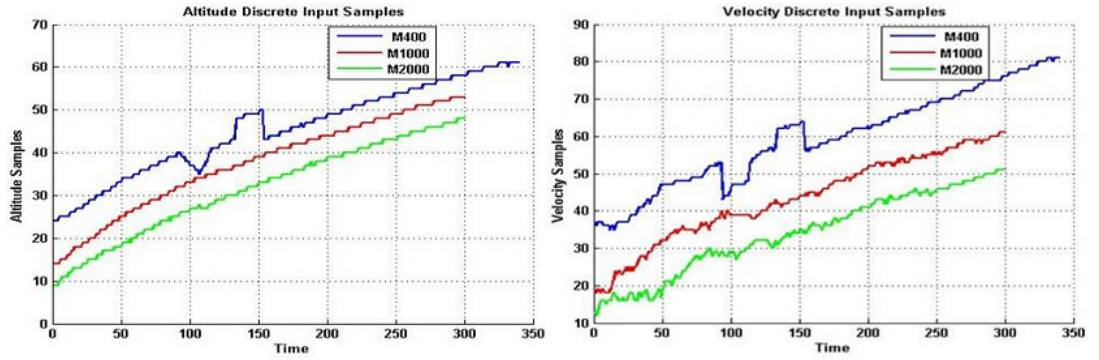 Altitude Discrete Input Samples
70
60
50
40
30
20
10
0
0 50 100 150 200 250 300 350
Altitude Samples
Time
M400
M1000
M2000
Velocity Discrete Input Samples
90
80
70
60
50
40
30
20
10
0 50 100 150 200 250 300 350
Velocity Samples
Time
M400
M1000
M2000